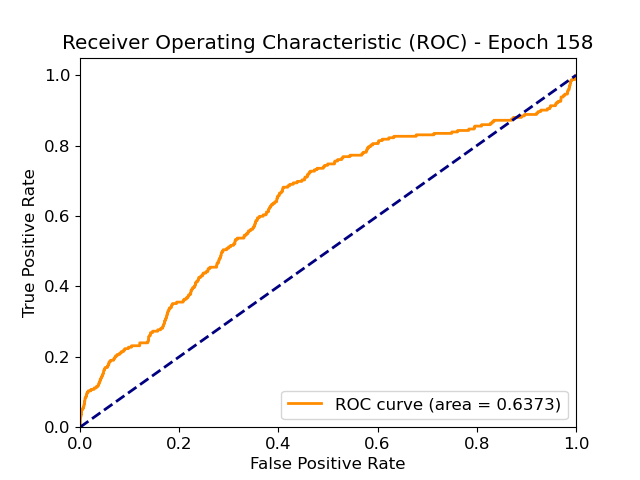 Receiver Operating Characteristic (ROC) - Epoch 158
True Positive Rate
1.0
0.8
0.6
0.4
0.2
0.0
ROC curve (area = 0.6373)
0.0 0.2 0.4 0.6 0.8 1.0
False Positive Rate